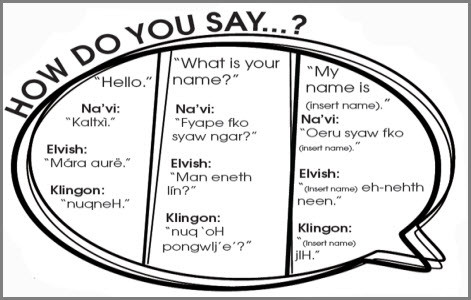 HOW DO YOU SAY...?
“Hello.”
Na’vi:
“Kaltxì.”
Elvish:
“Mára aurë.”
Klingon:
“nuqneH.”
“What is your
name?”
Na’vi:
“Fyape fko
syaw ngar?”
Elvish:
“Man eneth
lín?”
Klingon:
“nuq ‘oH
pongwIj’e’?”
“My
name is
(insert name).”
Na’vi:
“Oeru syaw fko
(insert name).”
Elvish:
“(Insert name) eh-nehth
neen.”
Klingon:
“(Insert name)
jIH.”